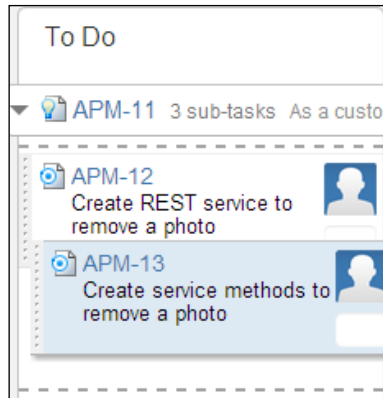 To Do
APM-11 3 sub-tasks As a custo
APM-12
Create REST service to
remove a photo
APM-13
Create service methods to
remove a photo